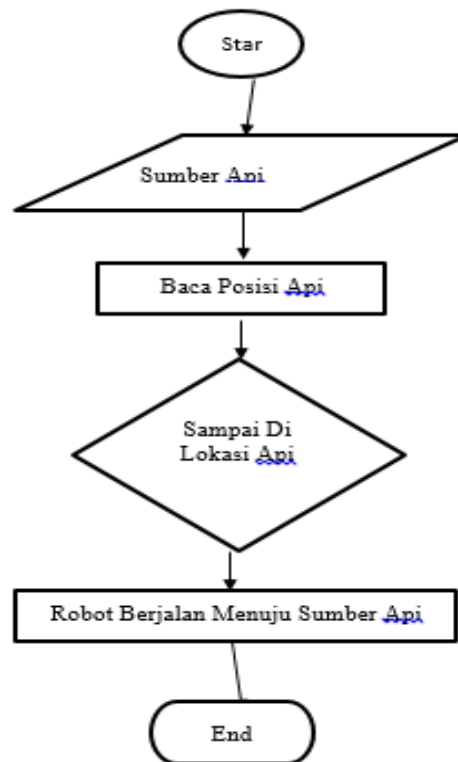 Star
Sumber Api
Baca Posisi Api
Sampai Di
Lokasi Api
Robot Berjalan Menuju Sumber Api
End